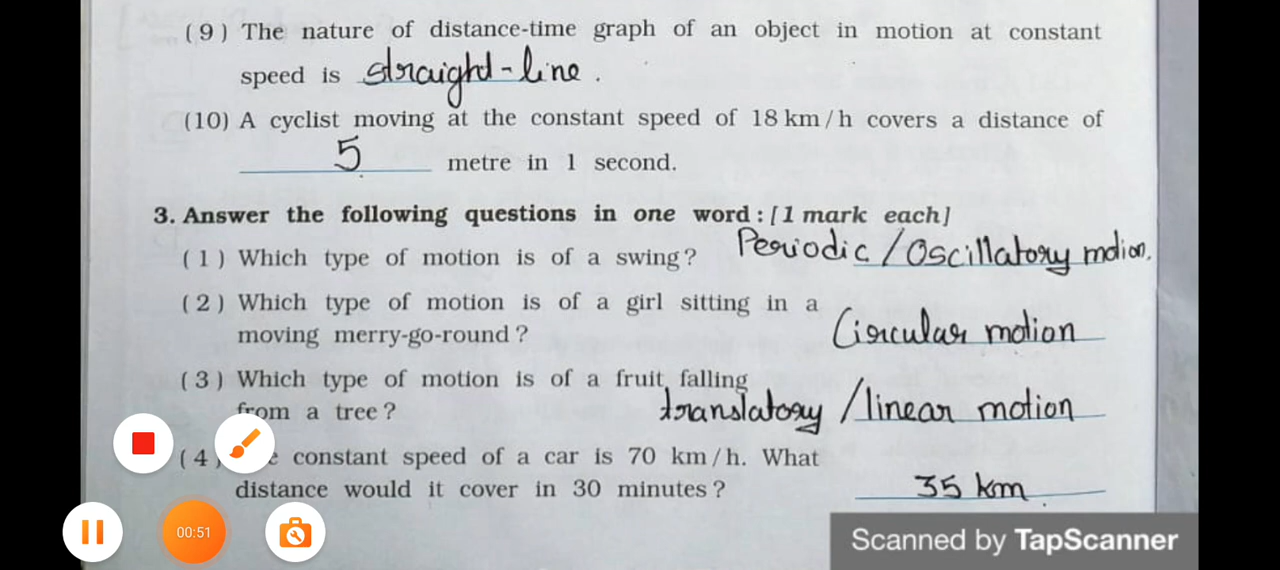 (9) The nature of distance-time graph of an object in motion at constant
speed is straight-line.
(10) A cyclist moving at the constant speed of 18 km/h covers a distance of
5 metre in 1 second.
3. Answer the following questions in one word: [1 mark each]
(1) Which type of motion is of a swing? Periodic/Oscillatory motion.
(2) Which type of motion is of a girl sitting in a
moving merry-go-round? Circular motion
(3) Which type of motion is of a fruit falling
from a tree? translatory/linear motion
(4) constant speed of a car is 70 km/h. What
distance would it cover in 30 minutes? 35 km
00:51
Scanned by TapScanner